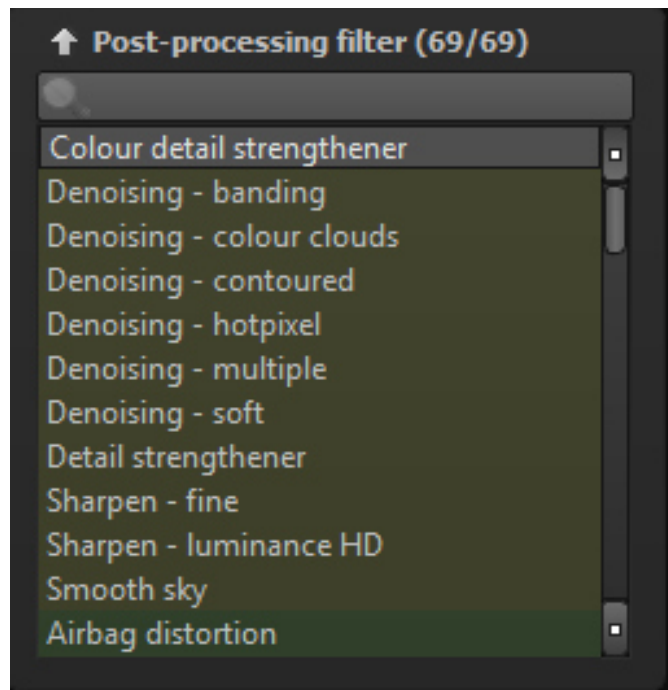 Post-processing filter (69/69)
Colour detail strengthener
Denoising - banding
Denoising - colour clouds
Denoising - contoured
Denoising - hotpixel
Denoising - multiple
Denoising - soft
Detail strengthener
Sharpen - fine
Sharpen - luminance HD
Smooth sky
Airbag distortion